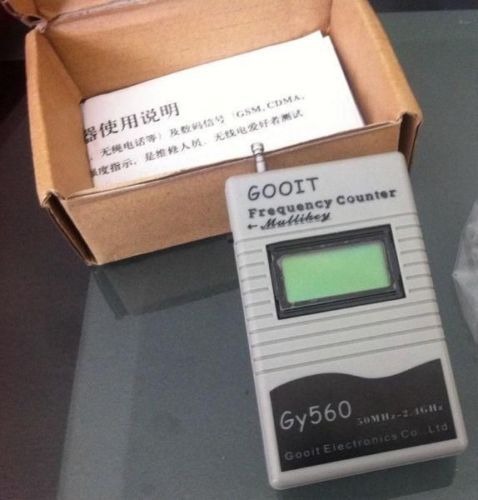 器使用说明
无绳电话等）及数码信号（GSM,CDMA,
强度指示，是维修人员、无线电爱好者测试
GOOIT
Frequency Counter
←Mullihey
Gy560 50MHz-2.4GHz
Gooit Electronics Co., Ltd.